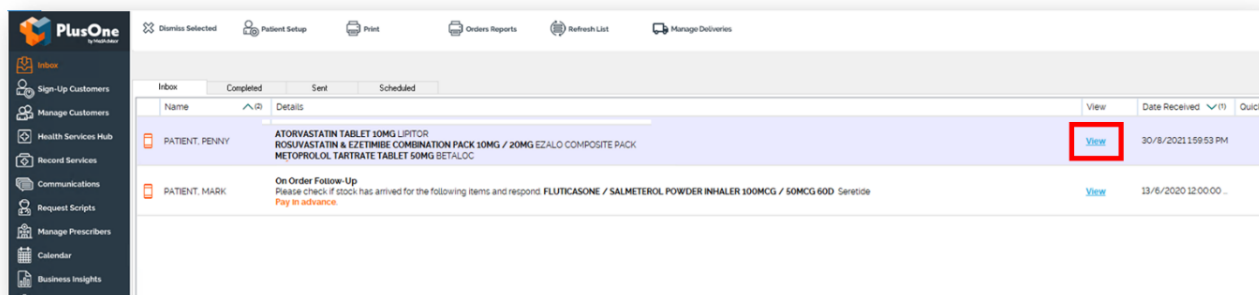 PlusOne
by MedAdvisor
Dismiss Selected
Patient Setup
Print
Orders Reports
Refresh List
Manage Deliveries
Inbox
Sign-Up Customers
Manage Customers
Health Services Hub
Record Services
Communications
Request Scripts
Manage Prescribers
Calendar
Business Insights
Inbox Completed Sent Scheduled
Name (2) Details View Date Received (1) Quic
PATIENT, PENNY
ATORVASTATIN TABLET 10MG LIPITOR
ROSUVASTATIN & EZETIMIBE COMBINATION PACK 10MG / 20MG EZALO COMPOSITE PACK
METOPROLOL TARTRATE TABLET 50MG BETALOC
View
30/8/2021 1:59:53 PM
PATIENT, MARK
On Order Follow-Up
Please check if stock has arrived for the following items and respond: FLUTICASONE / SALMETEROL POWDER INHALER 100MCG / 50MCG 60D Seretide
Pay in advance.
View
13/6/2020 12:00:00 ...